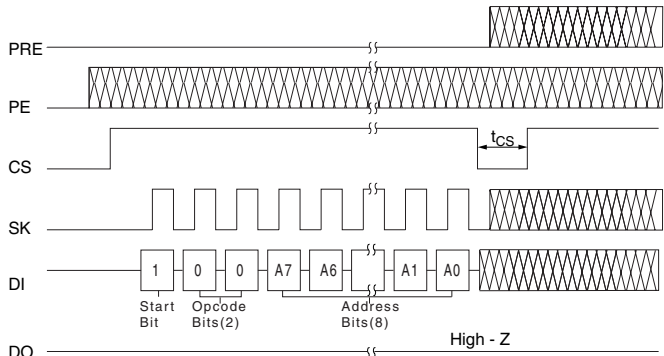 PRE
PE
CS
tCS
SK
DI
1 0 0 A7 A6 A1 A0
Start Bit
Opcode Bits(2)
Address Bits(8)
DO
High - Z